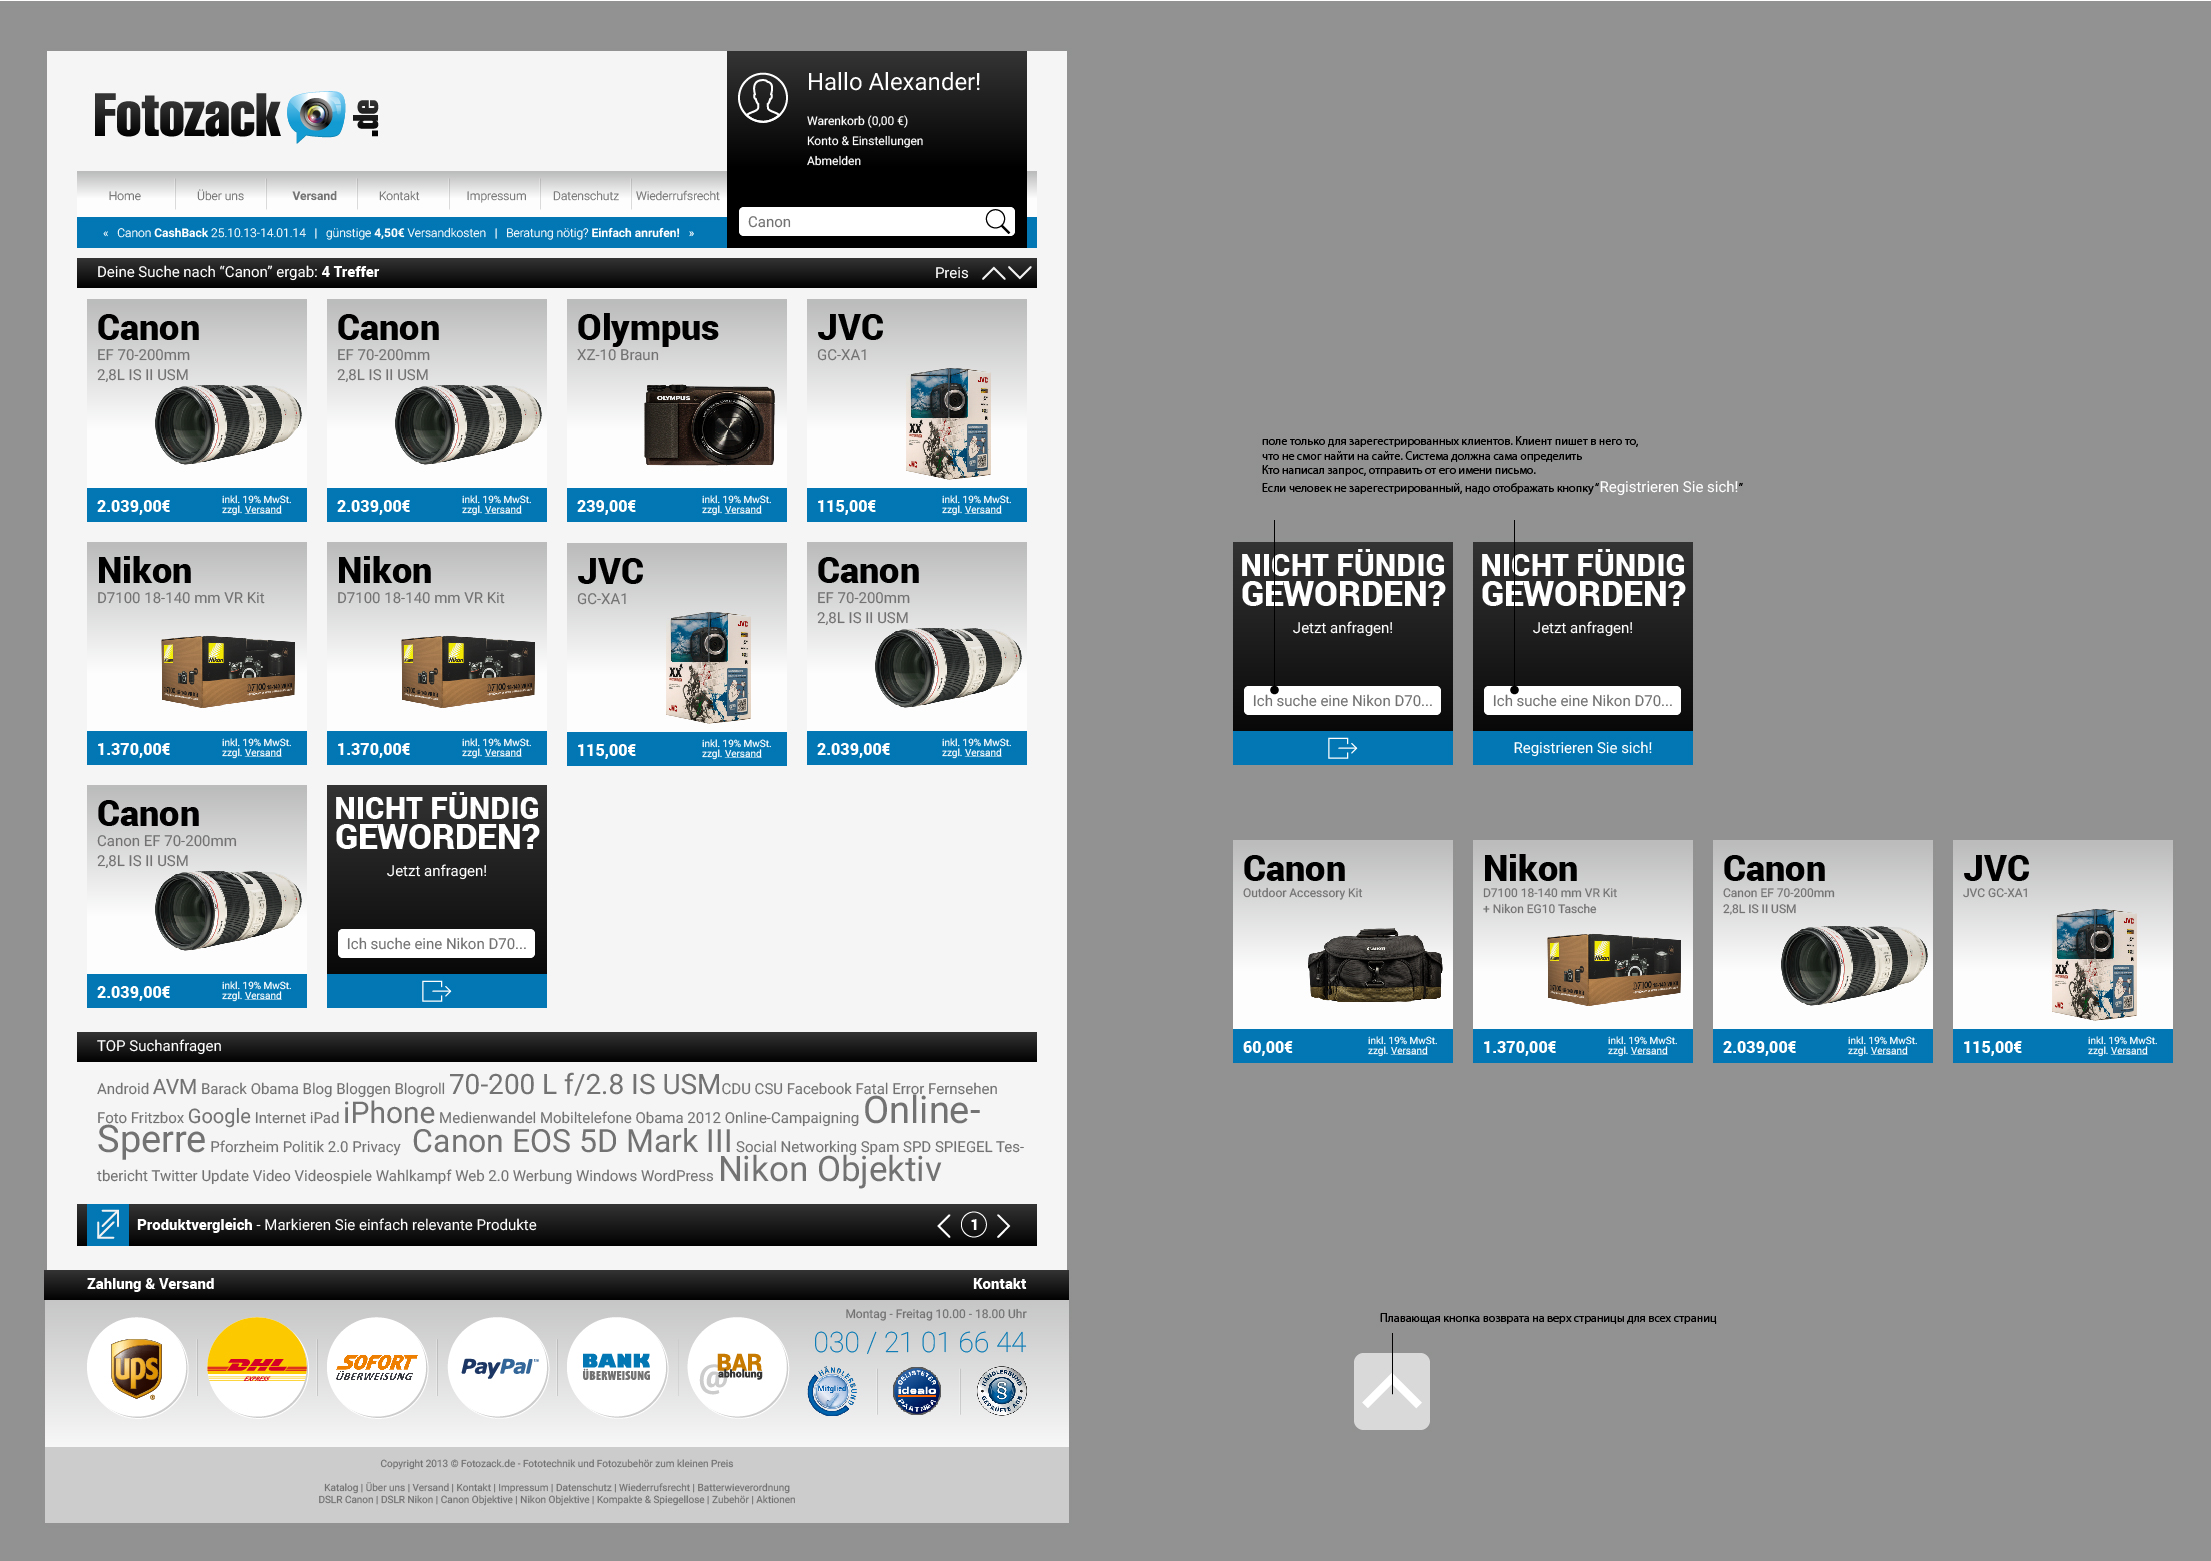 Fotozack.de
Hallo Alexander!
Warenkorb (0,00 €)
Konto & Einstellungen
Abmelden
Home Über uns Versand Kontakt Impressum Datenschutz Wiederrufsrecht
Canon
« Canon CashBack 25.10.13-14.01.14 | günstige 4,50€ Versandkosten | Beratung nötig? Einfach anrufen! »
Deine Suche nach “Canon” ergab: 4 Treffer Preis
Canon
EF 70-200mm
2,8L IS II USM
2.039,00€ inkl. 19% MwSt.
zzgl. Versand
Canon
EF 70-200mm
2,8L IS II USM
2.039,00€ inkl. 19% MwSt.
zzgl. Versand
Olympus
XZ-10 Braun
OLYMPUS
239,00€ inkl. 19% MwSt.
zzgl. Versand
JVC
GC-XA1
JVC
XX
JVC
115,00€ inkl. 19% MwSt.
zzgl. Versand
Nikon
D7100 18-140 mm VR Kit
Nikon
1.370,00€ inkl. 19% MwSt.
zzgl. Versand
Nikon
D7100 18-140 mm VR Kit
Nikon
1.370,00€ inkl. 19% MwSt.
zzgl. Versand
JVC
GC-XA1
JVC
XX
JVC
115,00€ inkl. 19% MwSt.
zzgl. Versand
Canon
EF 70-200mm
2,8L IS II USM
2.039,00€ inkl. 19% MwSt.
zzgl. Versand
Canon
Canon EF 70-200mm
2,8L IS II USM
2.039,00€ inkl. 19% MwSt.
zzgl. Versand
NICHT FÜNDIG
GEWORDEN?
Jetzt anfragen!
Ich suche eine Nikon D70...
TOP Suchanfragen
Android AVM Barack Obama Blog Bloggen Blogroll 70-200 L f/2.8 IS USM CDU CSU Facebook Fatal Error Fernsehen
Foto Fritzbox Google Internet iPad iPhone Medienwandel Mobiltelefone Obama 2012 Online-Campaigning Online-
Sperre Pforzheim Politik 2.0 Privacy Canon EOS 5D Mark III Social Networking Spam SPD SPIEGEL Tes-
tbericht Twitter Update Video Videospiele Wahlkampf Web 2.0 Werbung Windows WordPress Nikon Objektiv
Produktvergleich - Markieren Sie einfach relevante Produkte 1
Zahlung & Versand Kontakt
Montag - Freitag 10.00 - 18.00 Uhr
030 / 21 01 66 44
ups
DHL
EXPRESS
SOFORT
ÜBERWEISUNG
PayPal™
BANK
ÜBERWEISUNG
@BAR
abholung
HÄNDLERBUND
Mitglied
GELISTETER
idealo
PARTNER
HÄNDLERBUND
§
GEPRÜFTE AGB
Copyright 2013 © Fotozack.de - Fototechnik und Fotozubehör zum kleinen Preis
Katalog | Über uns | Versand | Kontakt | Impressum | Datenschutz | Wiederrufsrecht | Batterwieverordnung
DSLR Canon | DSLR Nikon | Canon Objektive | Nikon Objektive | Kompakte & Spiegellose | Zubehör | Aktionen
поле только для зарегестрированных клиентов. Клиент пишет в него то,
что не смог найти на сайте. Система должна сама определить
Кто написал запрос, отправить от его имени письмо.
Если человек не зарегестрированный, надо отображать кнопку “Registrieren Sie sich!”
NICHT FÜNDIG
GEWORDEN?
Jetzt anfragen!
Ich suche eine Nikon D70...
NICHT FÜNDIG
GEWORDEN?
Jetzt anfragen!
Ich suche eine Nikon D70...
Registrieren Sie sich!
Canon
Outdoor Accessory Kit
60,00€ inkl. 19% MwSt.
zzgl. Versand
Nikon
D7100 18-140 mm VR Kit
+ Nikon EG10 Tasche
Nikon
1.370,00€ inkl. 19% MwSt.
zzgl. Versand
Canon
Canon EF 70-200mm
2,8L IS II USM
2.039,00€ inkl. 19% MwSt.
zzgl. Versand
JVC
JVC GC-XA1
JVC
XX
JVC
115,00€ inkl. 19% MwSt.
zzgl. Versand
Плавающая кнопка возврата на верх страницы для всех страниц